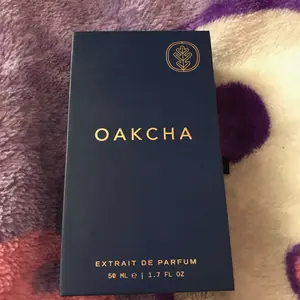 OAKCHA
EXTRAIT DE PARFUM
50 ML ℮ | 1.7 FL OZ